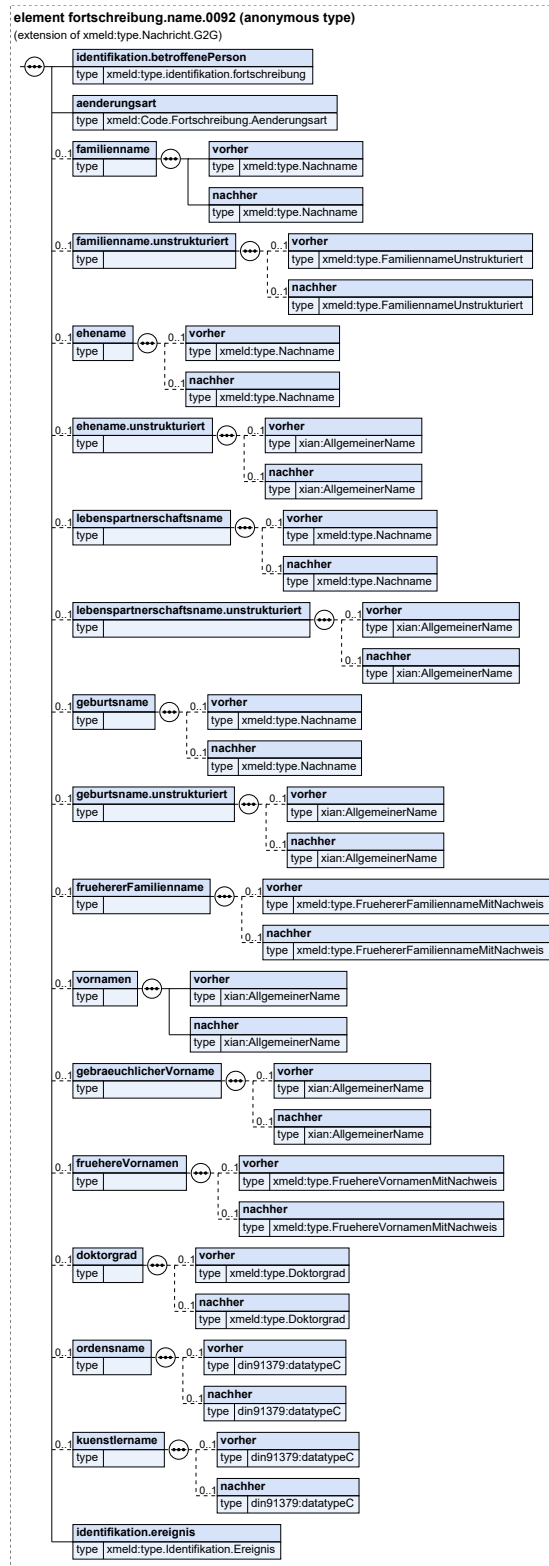 element fortschreibung.name.0092 (anonymous type)
(extension of xmeld:type.Nachricht.G2G)
identifikation.betroffenePerson
type xmeld:type.identifikation.fortschreibung
aenderungsart
type xmeld:Code.Fortschreibung.Aenderungsart
0..1 familienname
type
vorher
type xmeld:type.Nachname
nachher
type xmeld:type.Nachname
0..1 familienname.unstrukturiert
type
0..1 vorher
type xmeld:type.FamiliennameUnstrukturiert
0..1 nachher
type xmeld:type.FamiliennameUnstrukturiert
0..1 ehename
type
0..1 vorher
type xmeld:type.Nachname
0..1 nachher
type xmeld:type.Nachname
0..1 ehename.unstrukturiert
type
0..1 vorher
type xian:AllgemeinerName
0..1 nachher
type xian:AllgemeinerName
0..1 lebenspartnerschaftsname
type
0..1 vorher
type xmeld:type.Nachname
0..1 nachher
type xmeld:type.Nachname
0..1 lebenspartnerschaftsname.unstrukturiert
type
0..1 vorher
type xian:AllgemeinerName
0..1 nachher
type xian:AllgemeinerName
0..1 geburtsname
type
0..1 vorher
type xmeld:type.Nachname
0..1 nachher
type xmeld:type.Nachname
0..1 geburtsname.unstrukturiert
type
0..1 vorher
type xian:AllgemeinerName
0..1 nachher
type xian:AllgemeinerName
0..1 fruehererFamilienname
type
0..1 vorher
type xmeld:type.FruehererFamiliennameMitNachweis
0..1 nachher
type xmeld:type.FruehererFamiliennameMitNachweis
0..1 vornamen
type
vorher
type xian:AllgemeinerName
nachher
type xian:AllgemeinerName
0..1 gebraeuchlicherVorname
type
0..1 vorher
type xian:AllgemeinerName
0..1 nachher
type xian:AllgemeinerName
0..1 fruehereVornamen
type
0..1 vorher
type xmeld:type.FruehereVornamenMitNachweis
0..1 nachher
type xmeld:type.FruehereVornamenMitNachweis
0..1 doktorgrad
type
0..1 vorher
type xmeld:type.Doktorgrad
0..1 nachher
type xmeld:type.Doktorgrad
0..1 ordensname
type
0..1 vorher
type din91379:datatypeC
0..1 nachher
type din91379:datatypeC
0..1 kuenstlername
type
0..1 vorher
type din91379:datatypeC
0..1 nachher
type din91379:datatypeC
identifikation.ereignis
type xmeld:type.Identifikation.Ereignis